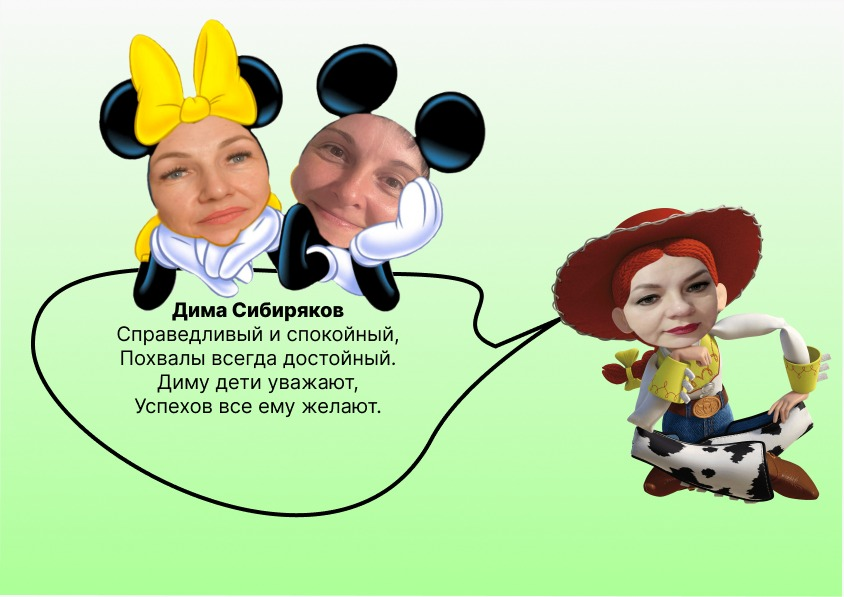 Дима Сибиряков
Справедливый и спокойный,
Похвалы всегда достойный.
Диму дети уважают,
Успехов все ему желают.